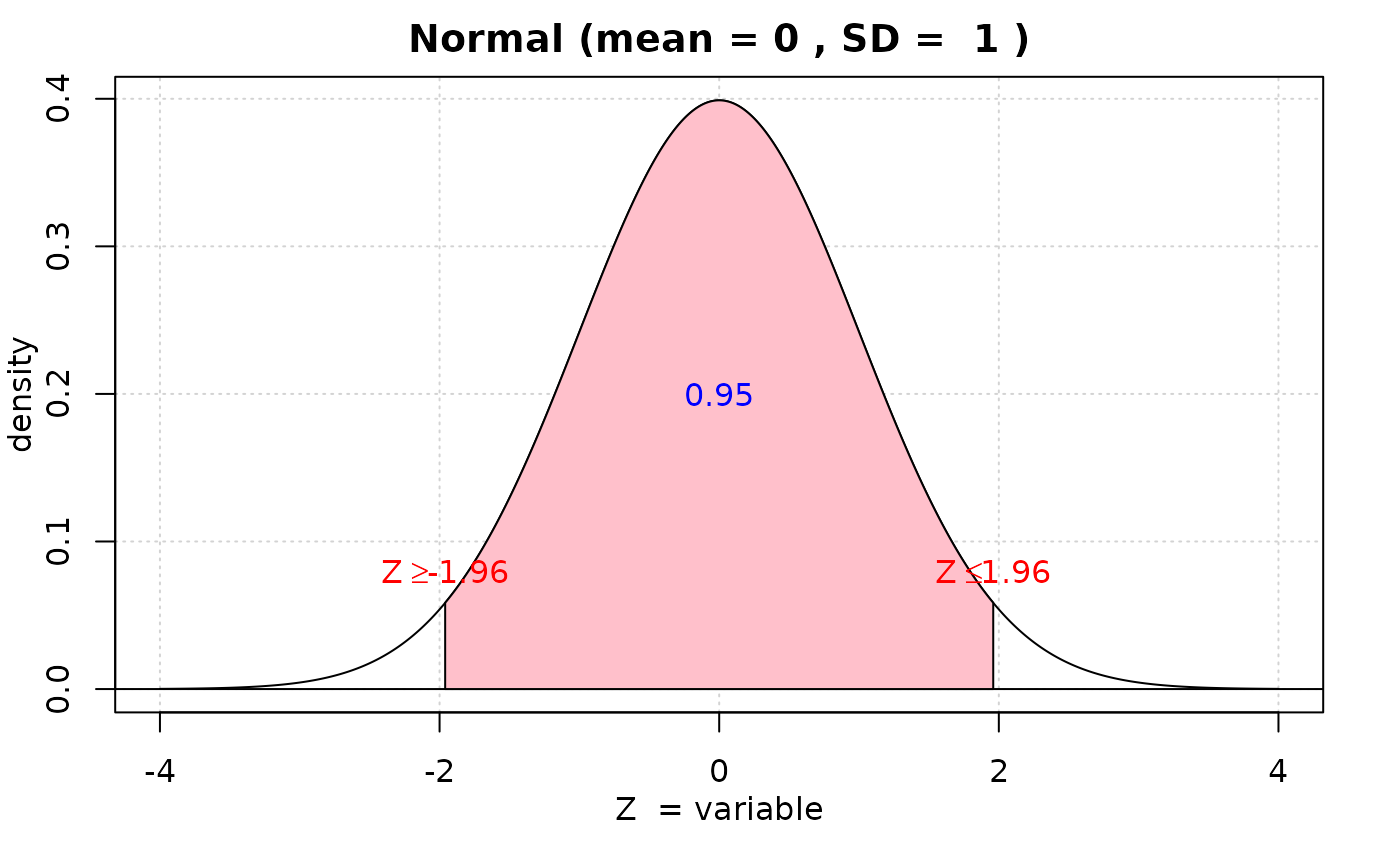 Normal (mean = 0 , SD =  1 )
density
0.4
0.3
0.2
0.1
0.0
0.95
Z ≥-1.96
Z ≤1.96
-4
-2
0
2
4
Z  = variable